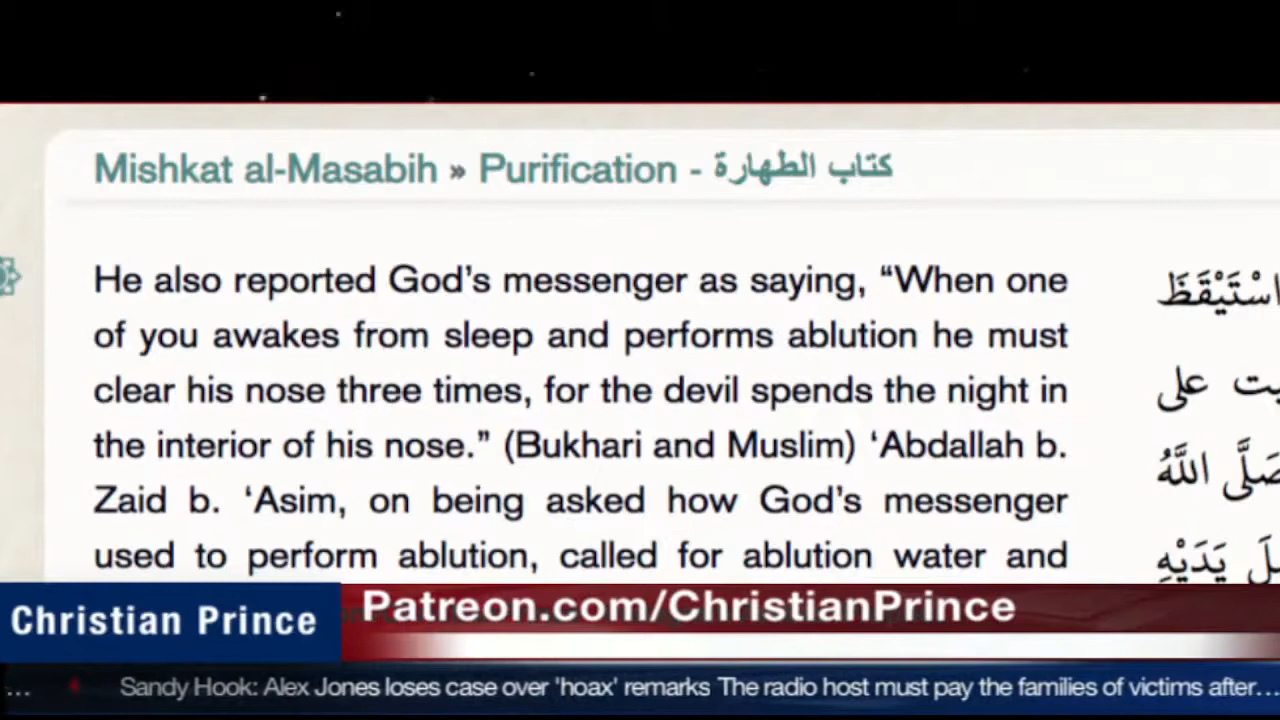 Mishkat al-Masabih » Purification - كتاب الطهارة
He also reported God’s messenger as saying, “When one
of you awakes from sleep and performs ablution he must
clear his nose three times, for the devil spends the night in
the interior of his nose.” (Bukhari and Muslim) ‘Abdallah b.
Zaid b. ‘Asim, on being asked how God’s messenger
used to perform ablution, called for ablution water and
اسْتَيْقَظَ
على
صَلَّى اللَّهُ
يَدَيْهِ
Christian Prince
Patreon.com/ChristianPrince
... Sandy Hook: Alex Jones loses case over 'hoax' remarks The radio host must pay the families of victims after...